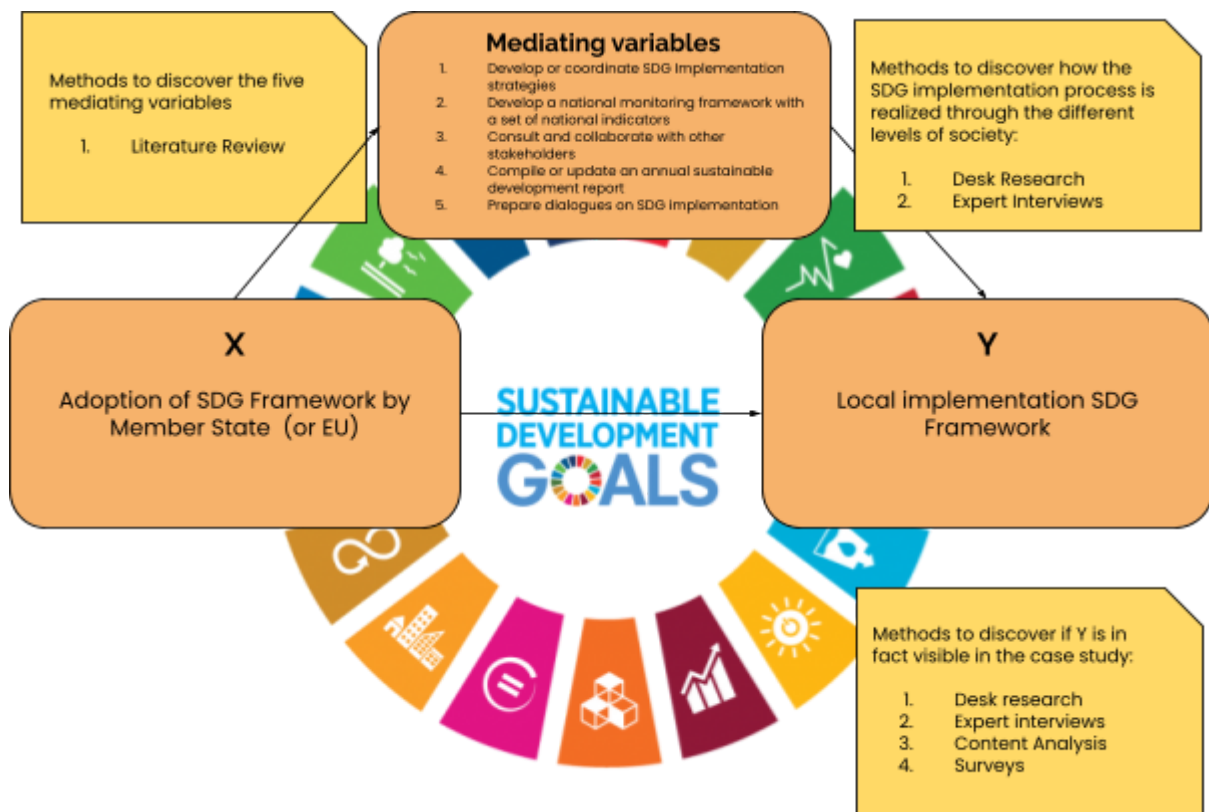 Methods to discover the five
mediating variables
1. Literature Review
Mediating variables
1. Develop or coordinate SDG Implementation
strategies
2. Develop a national monitoring framework with
a set of national indicators
3. Consult and collaborate with other
stakeholders
4. Compile or update an annual sustainable
development report
5. Prepare dialogues on SDG implementation
Methods to discover how the
SDG implementation process is
realized through the different
levels of society:
1. Desk Research
2. Expert Interviews
X
Adoption of SDG Framework by
Member State (or EU)
SUSTAINABLE
DEVELOPMENT
GOALS
Y
Local implementation SDG
Framework
Methods to discover if Y is in
fact visible in the case study:
1. Desk research
2. Expert interviews
3. Content Analysis
4. Surveys